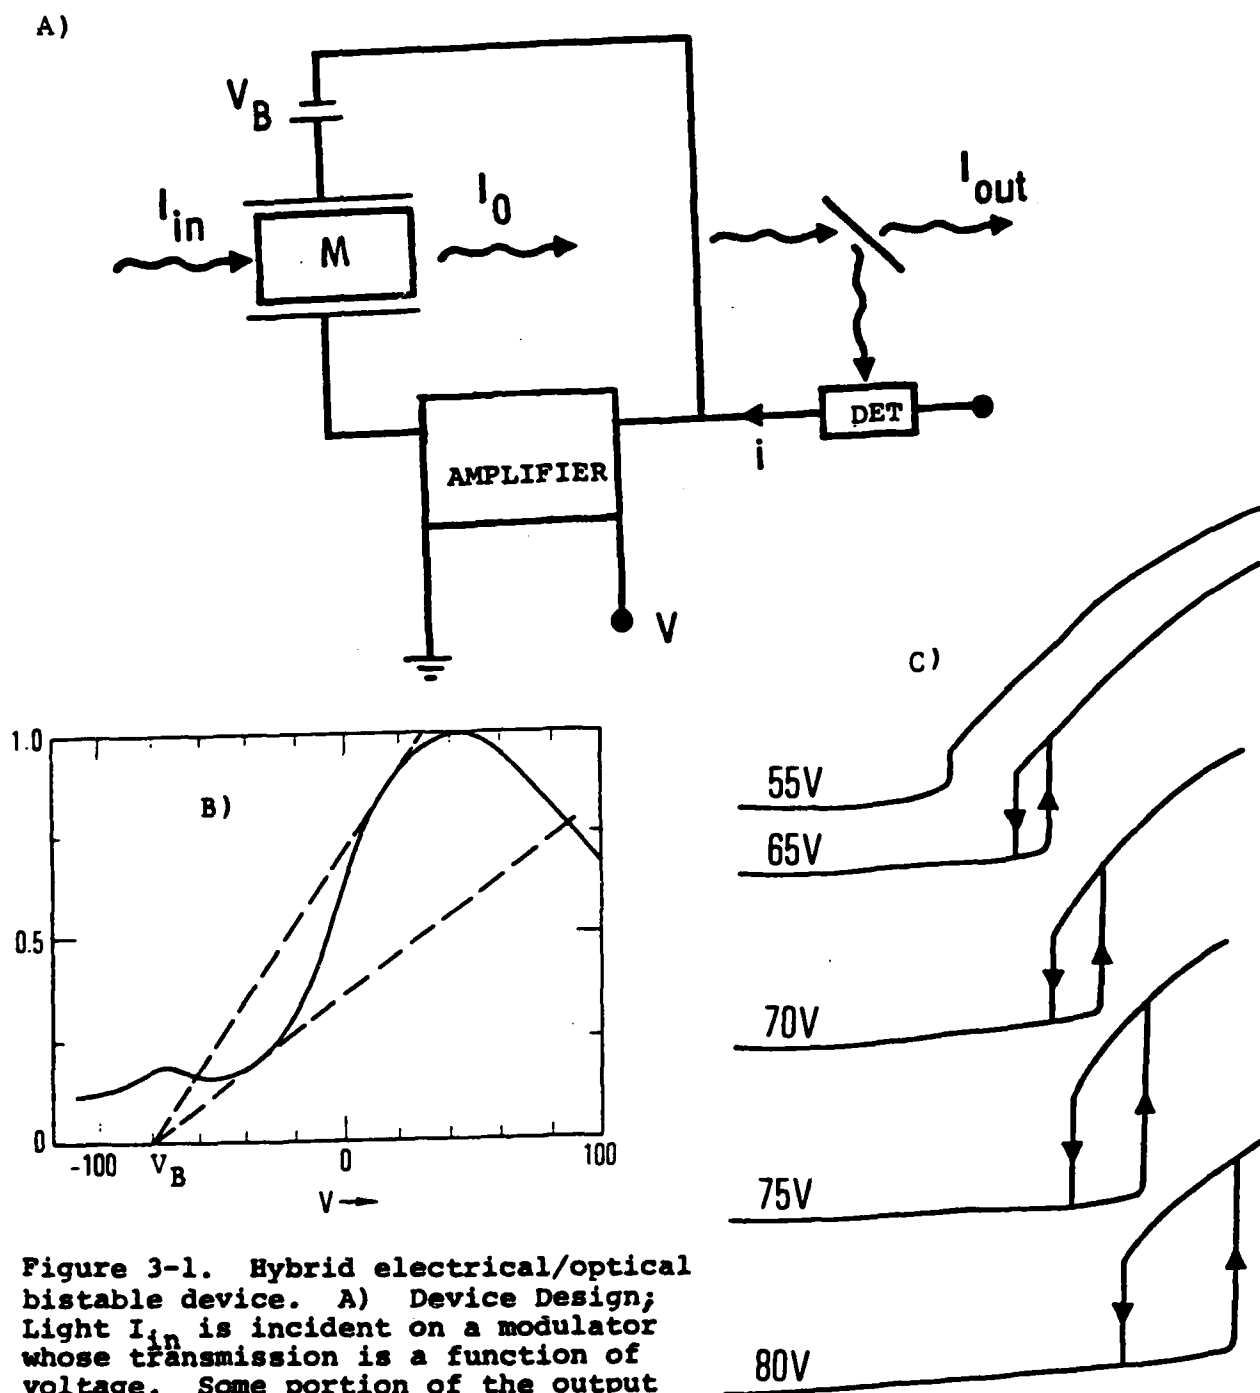 A)
V_B
I_in
M
I_0
I_out
DET
i
AMPLIFIER
V
C)
55V
65V
70V
75V
80V
B)
1.0
0.5
0
-100
V_B
0
100
V →
Figure 3-1. Hybrid electrical/optical
bistable device. A) Device Design;
Light I_in is incident on a modulator
whose transmission is a function of
voltage. Some portion of the output